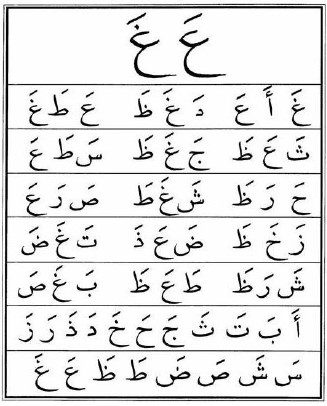 عَ غَ
غَ أَ عَ دَ غَ ظَ عَ طَ غَ
ثَ عَ ظَ جَ غَ ظَ سَ طَ عَ
حَ رَ ظَ شَ غَ طَ صَ رَ عَ
زَ خَ ظَ ضَ عَ ذَ تَ غَ ضَ
شَ رَ ظَ طَ عَ ظَ بَ غَ صَ
أَ بَ تَ ثَ جَ حَ خَ دَ ذَ رَ زَ
سَ شَ صَ ضَ طَ ظَ عَ غَ